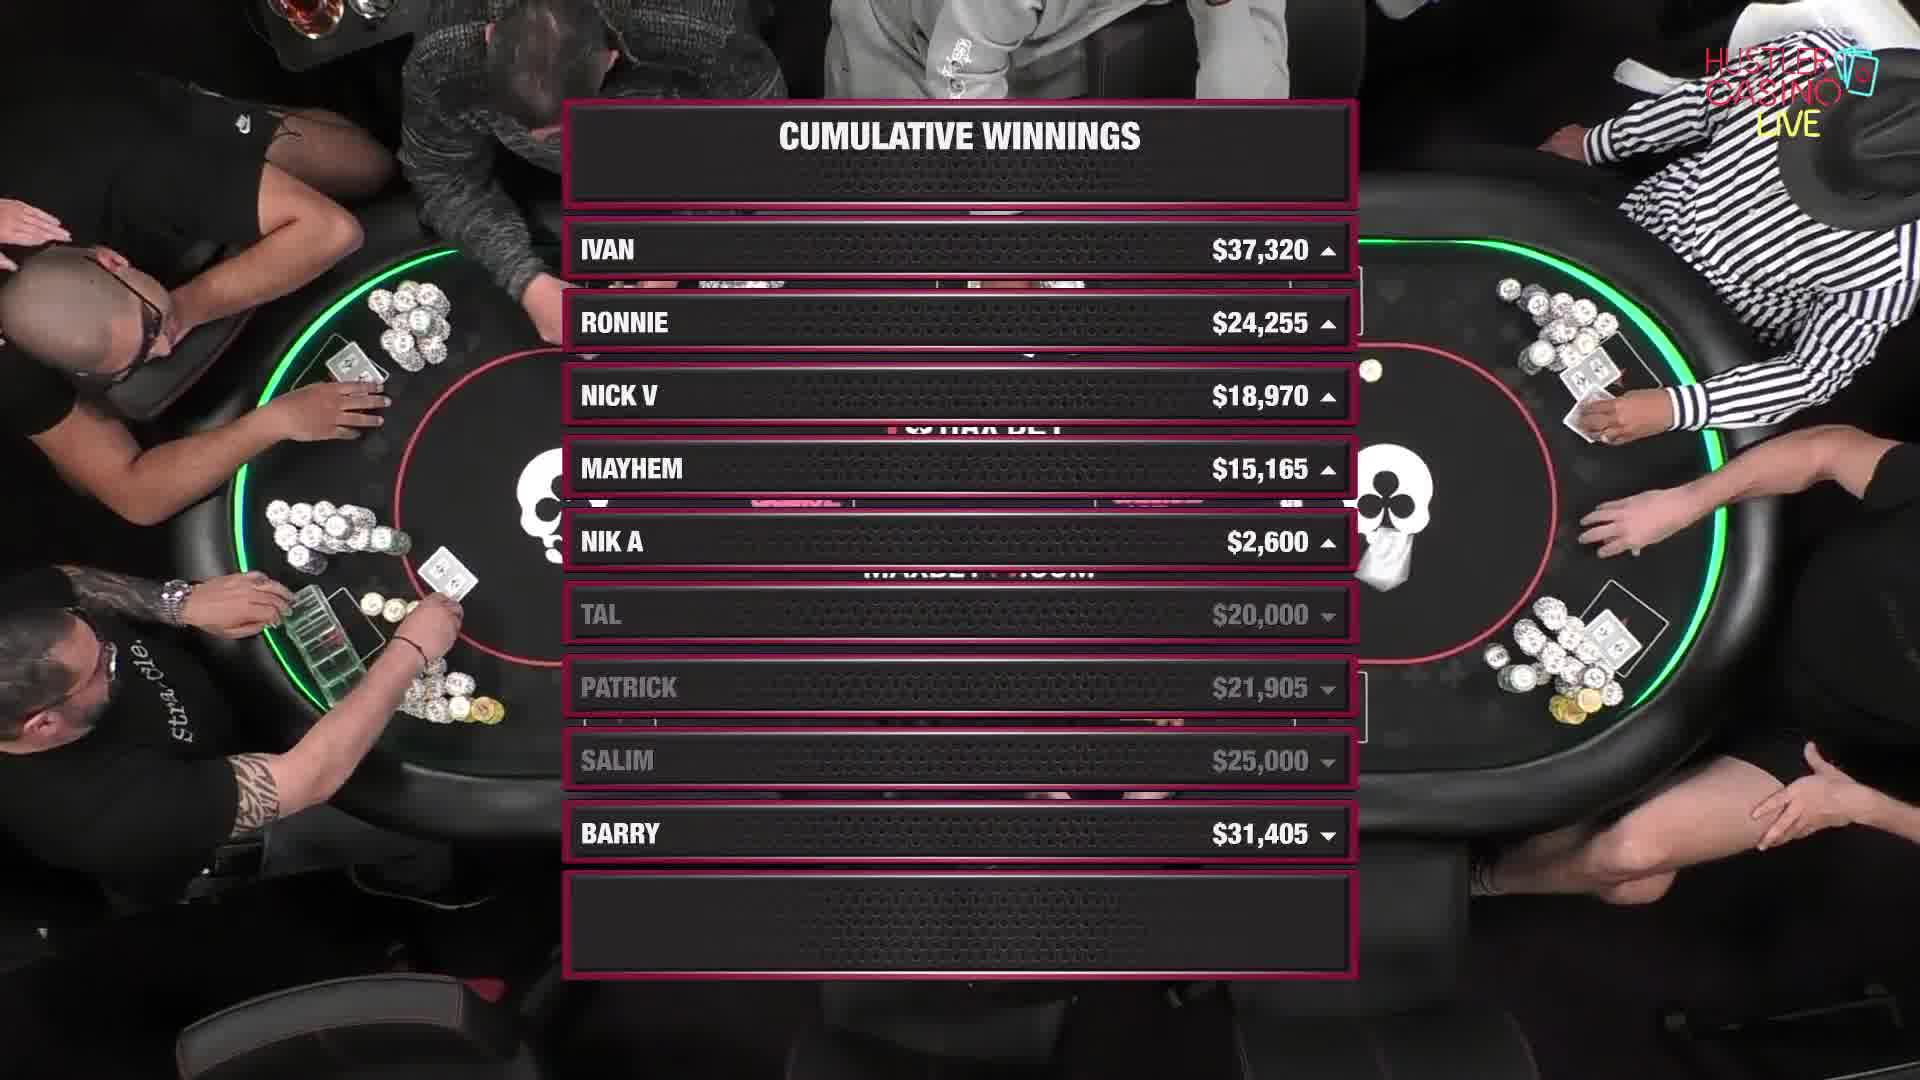 HUSTLER
CASINO
LIVE
CUMULATIVE WINNINGS
IVAN $37,320
RONNIE $24,255
NICK V $18,970
MAYHEM $15,165
NIK A $2,600
TAL $20,000
PATRICK $21,905
SALIM $25,000
BARRY $31,405